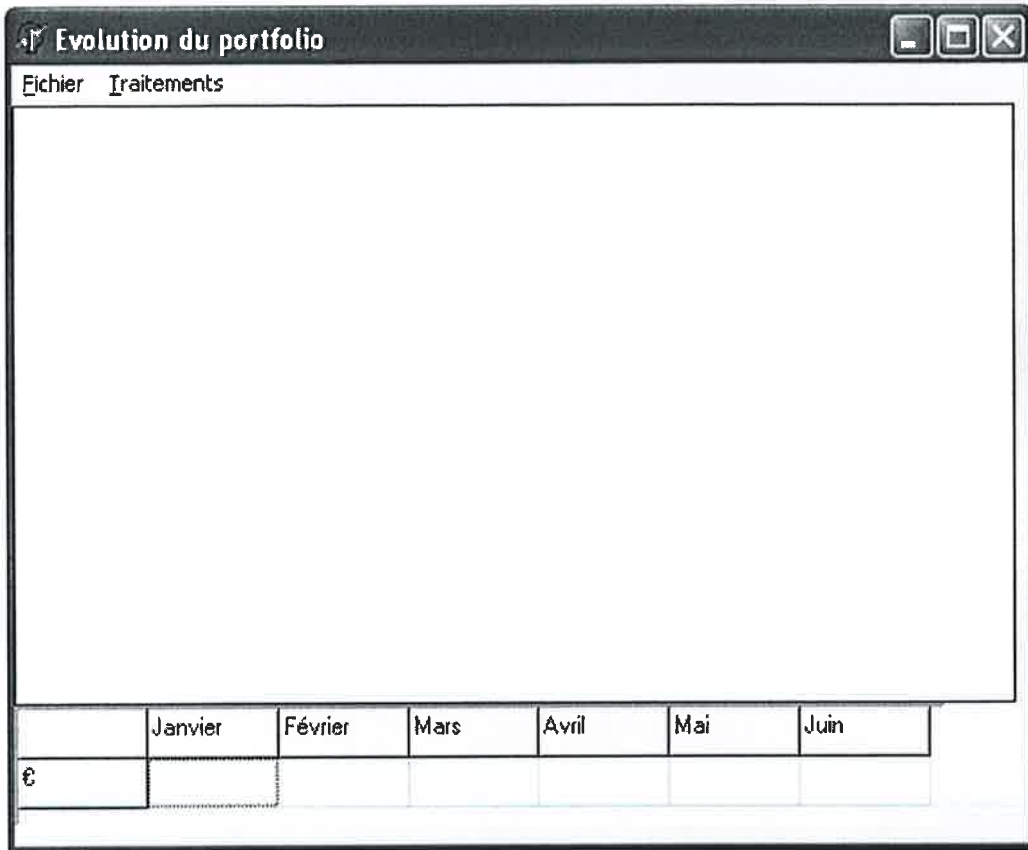 Evolution du portfolio
Fichier Traitements
Janvier Février Mars Avril Mai Juin
€